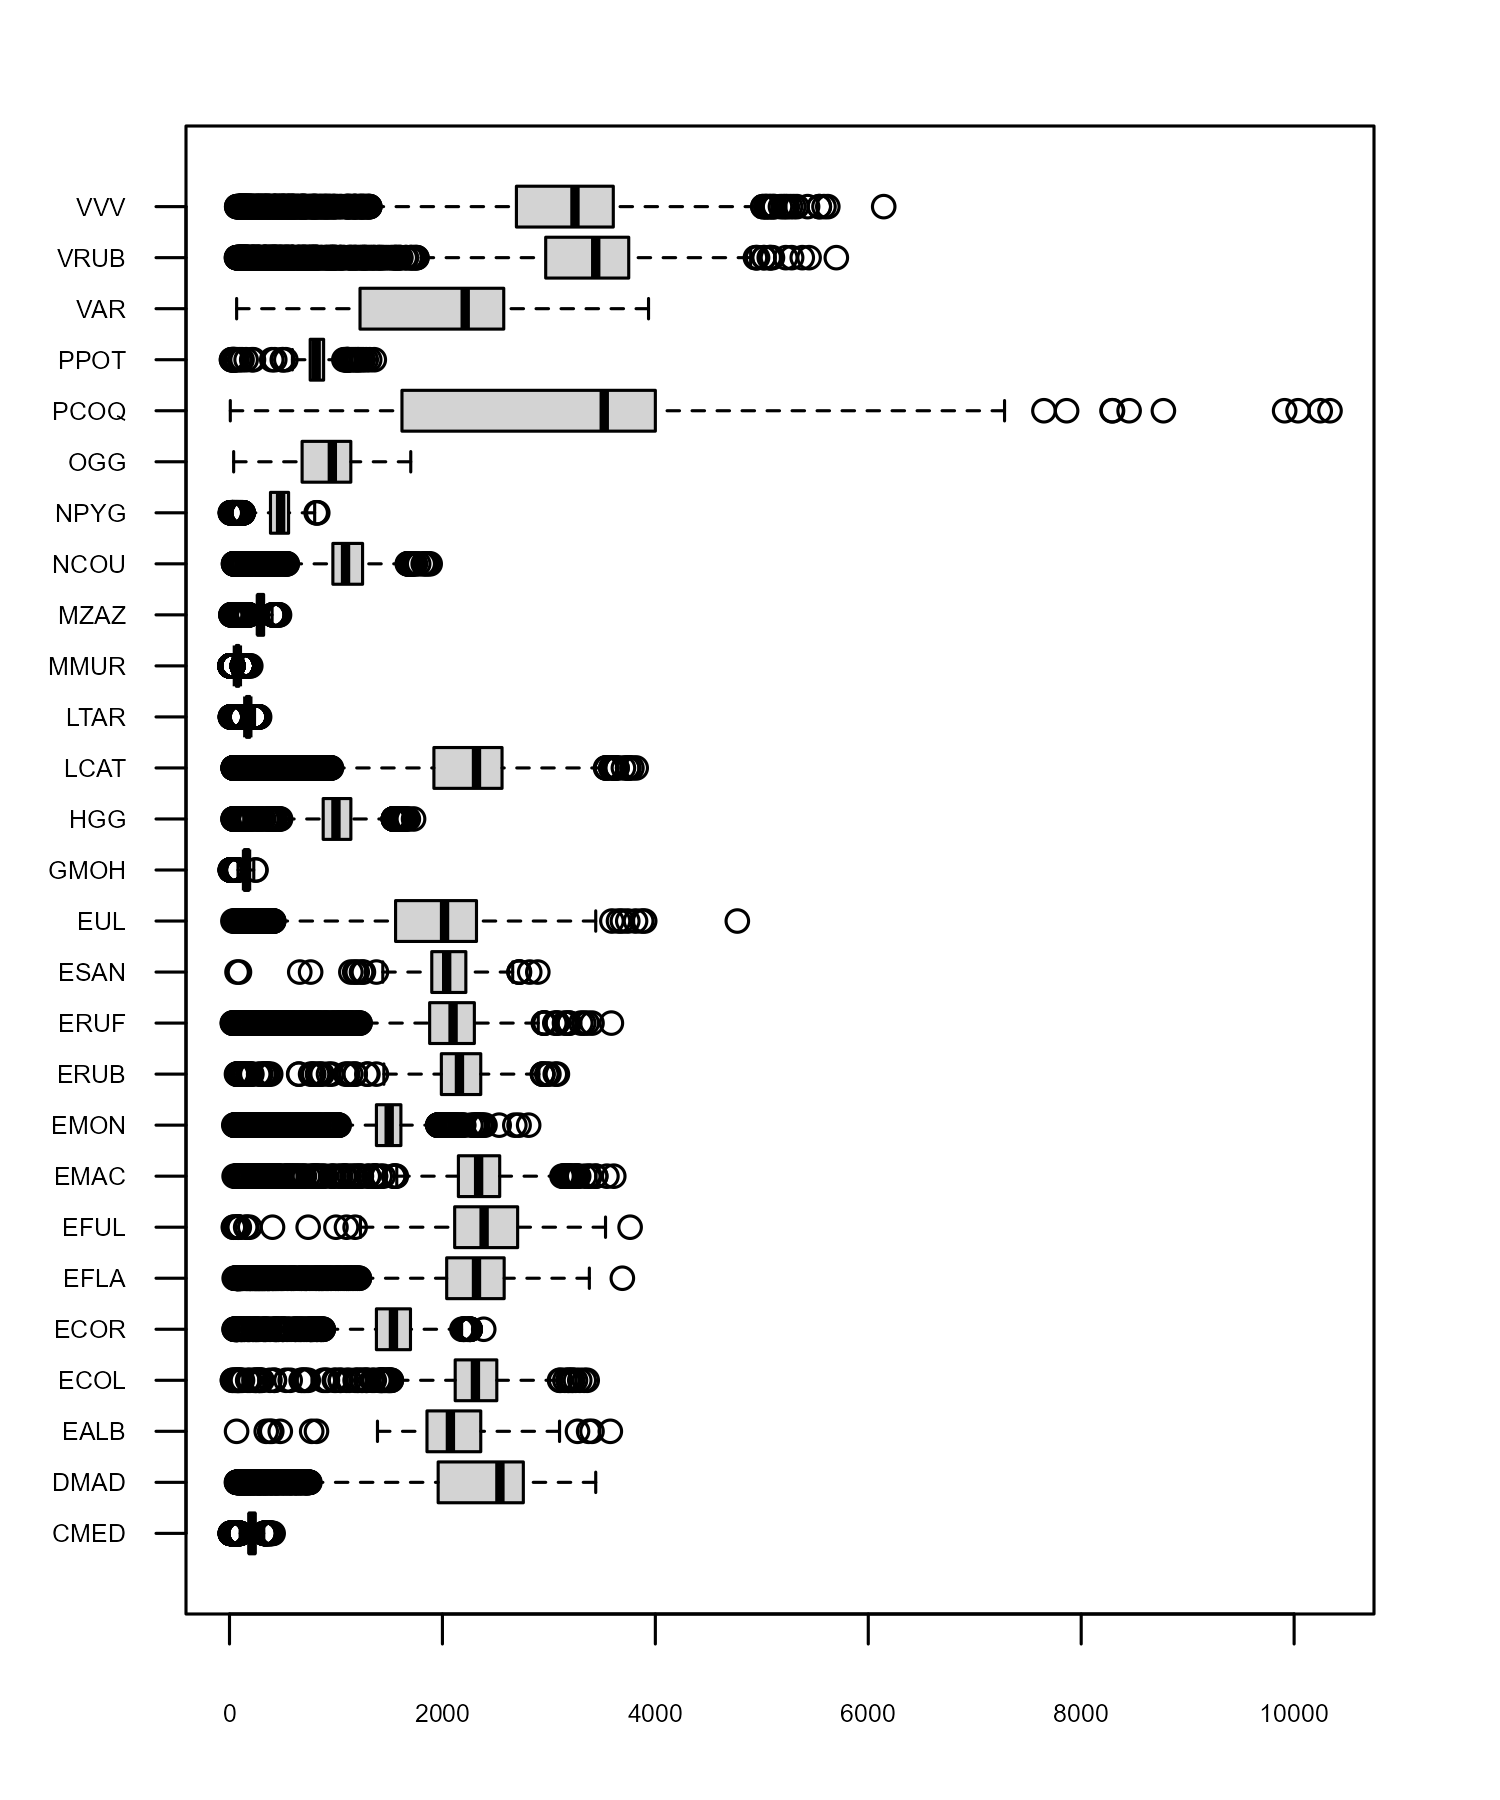 VVV
VRUB
VAR
PPOT
PCOQ
OGG
NPYG
NCOU
MZAZ
MMUR
LTAR
LCAT
HGG
GMOH
EUL
ESAN
ERUF
ERUB
EMON
EMAC
EFUL
EFLA
ECOR
ECOL
EALB
DMAD
CMED
0 2000 4000 6000 8000 10000